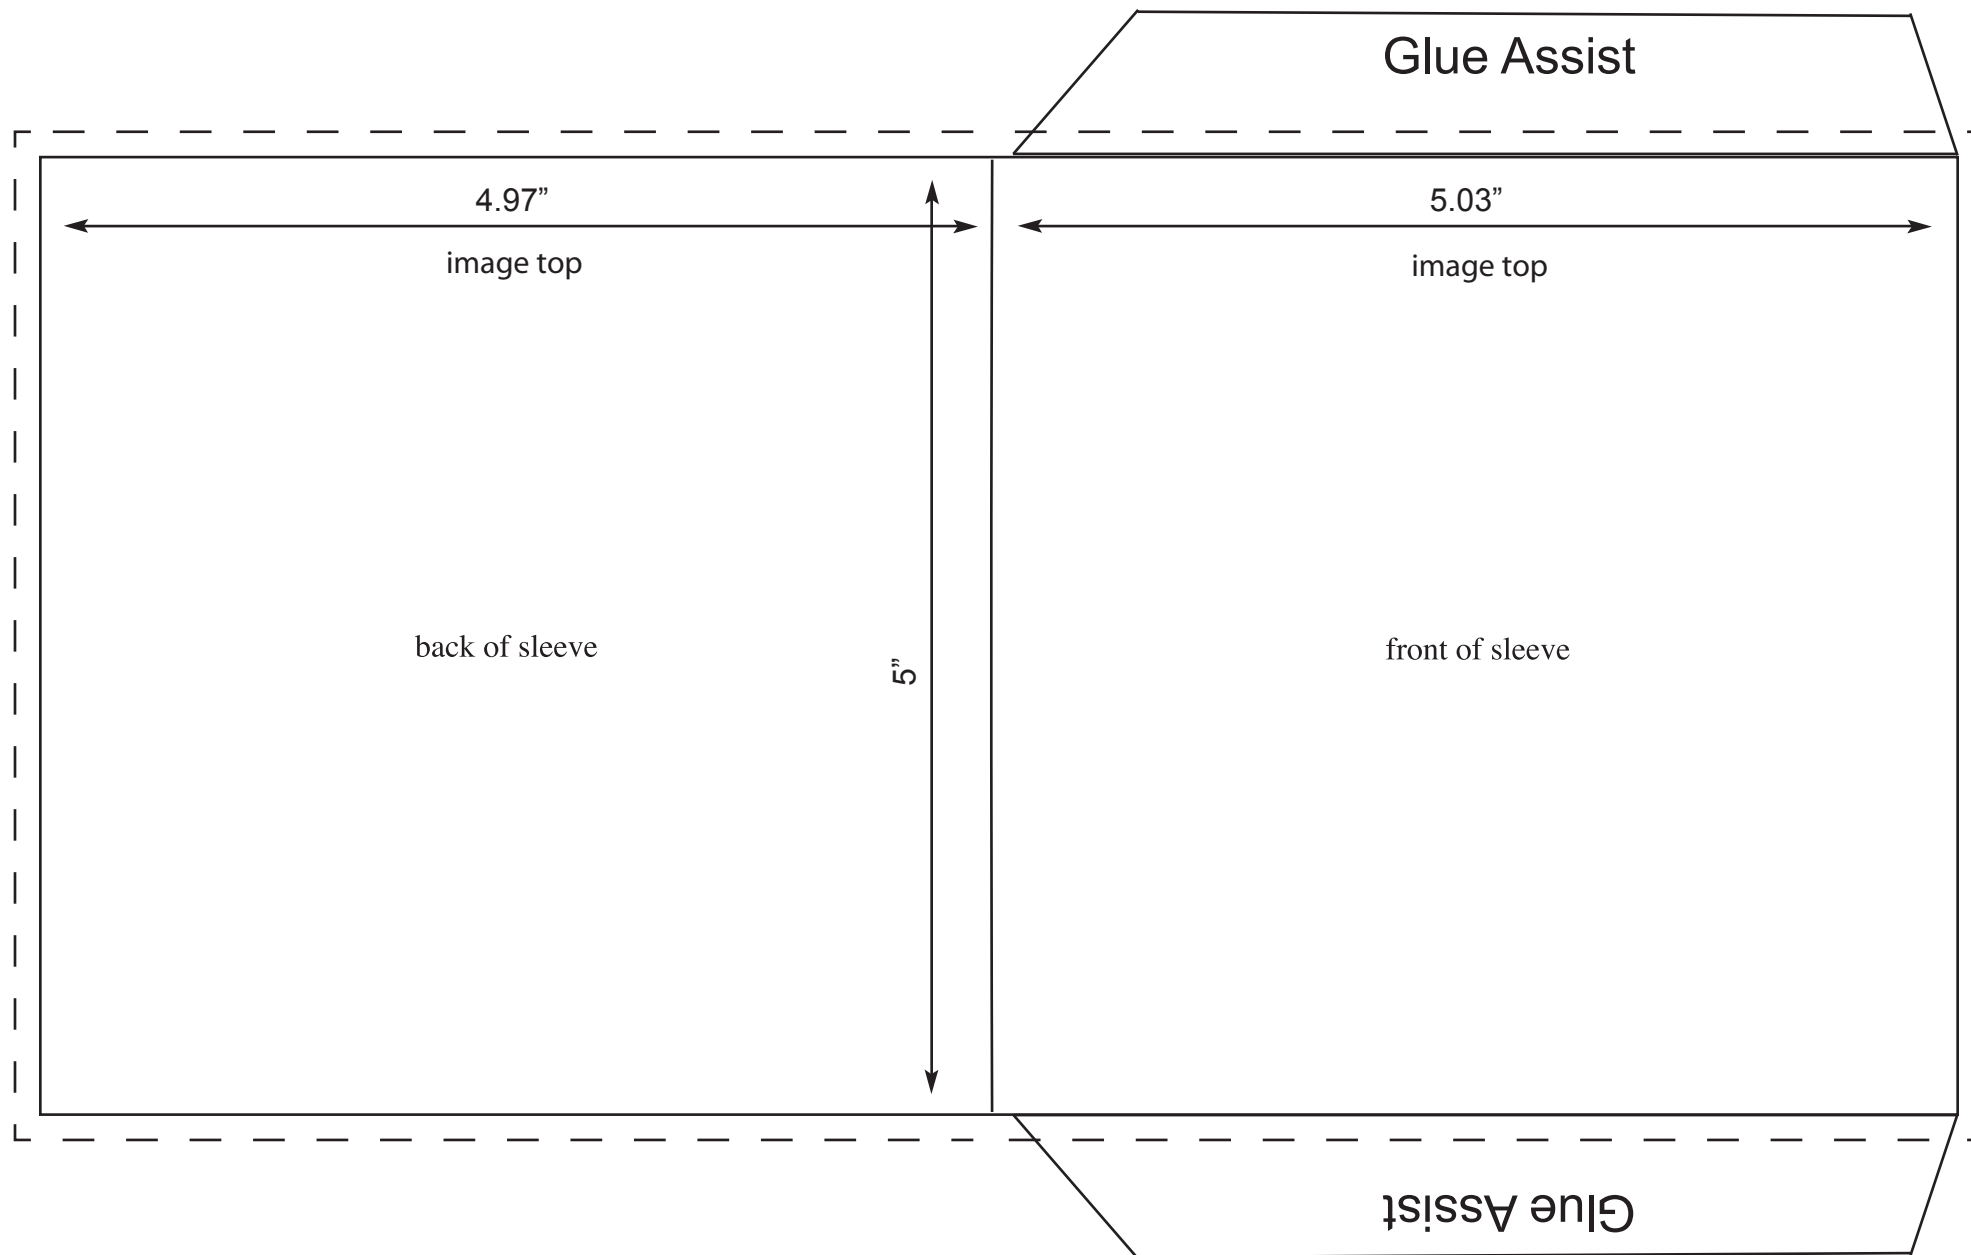 Glue Assist
4.97”
5.03”
image top
image top
back of sleeve
5”
front of sleeve
Glue Assist